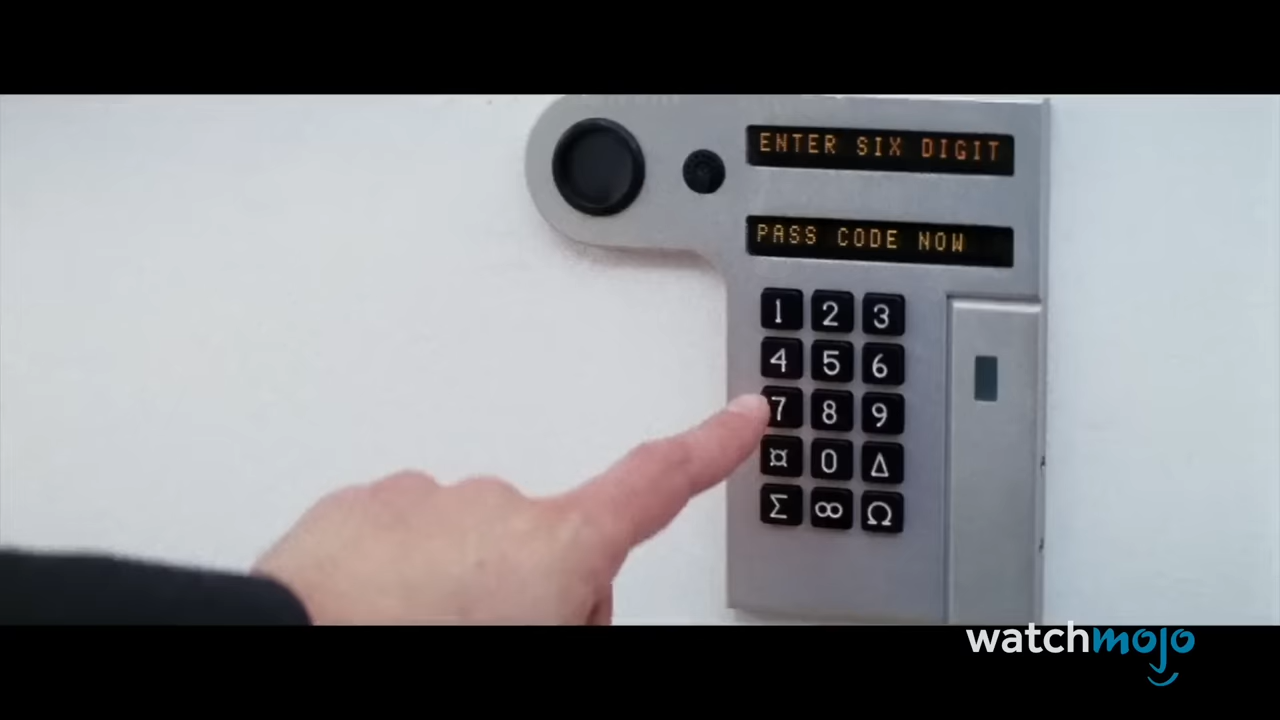 ENTER SIX DIGIT
PASS CODE NOW
1 2 3
4 5 6
7 8 9
¤ 0 Δ
Σ ∞ Ω
watchmojo